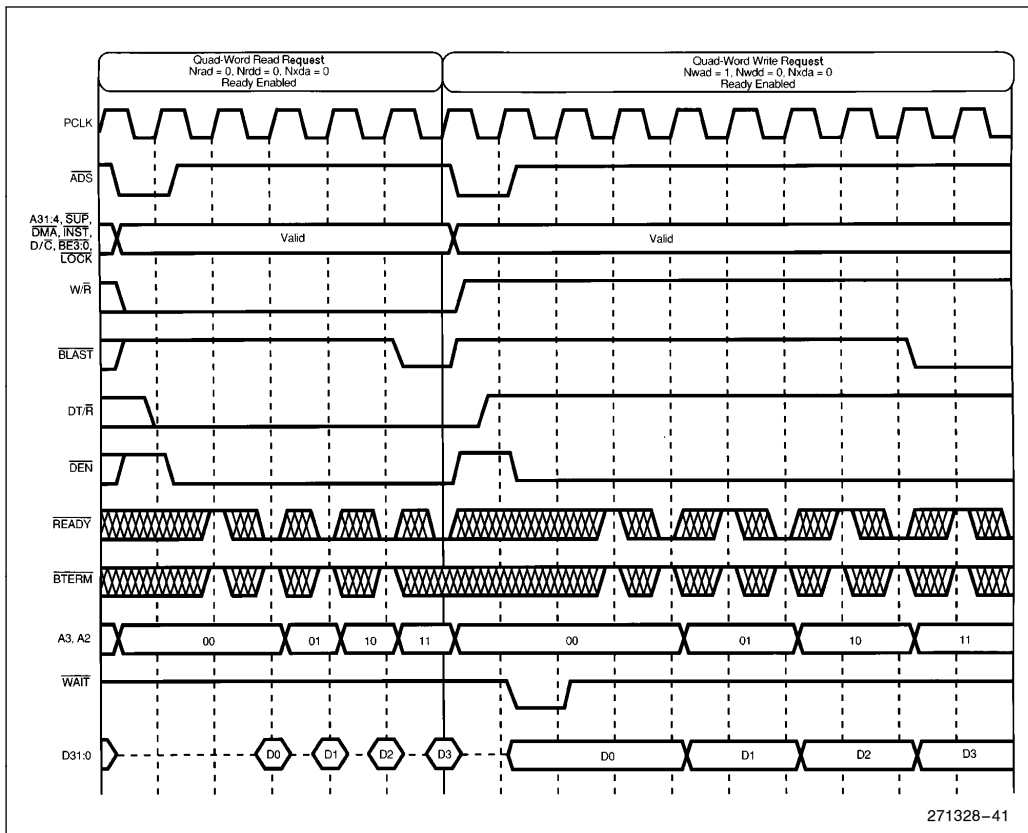 Quad-Word Read Request
Nrad = 0, Nrdd = 0, Nxda = 0
Ready Enabled
Quad-Word Write Request
Nwad = 1, Nwdd = 0, Nxda = 0
Ready Enabled
PCLK
ADS
A31:4, SUP,
DMA, INST,
D/C, BE3:0,
LOCK
Valid
Valid
W/R
BLAST
DT/R
DEN
READY
BTERM
A3, A2
00
01
10
11
00
01
10
11
WAIT
D31:0
D0
D1
D2
D3
D0
D1
D2
D3
271328–41